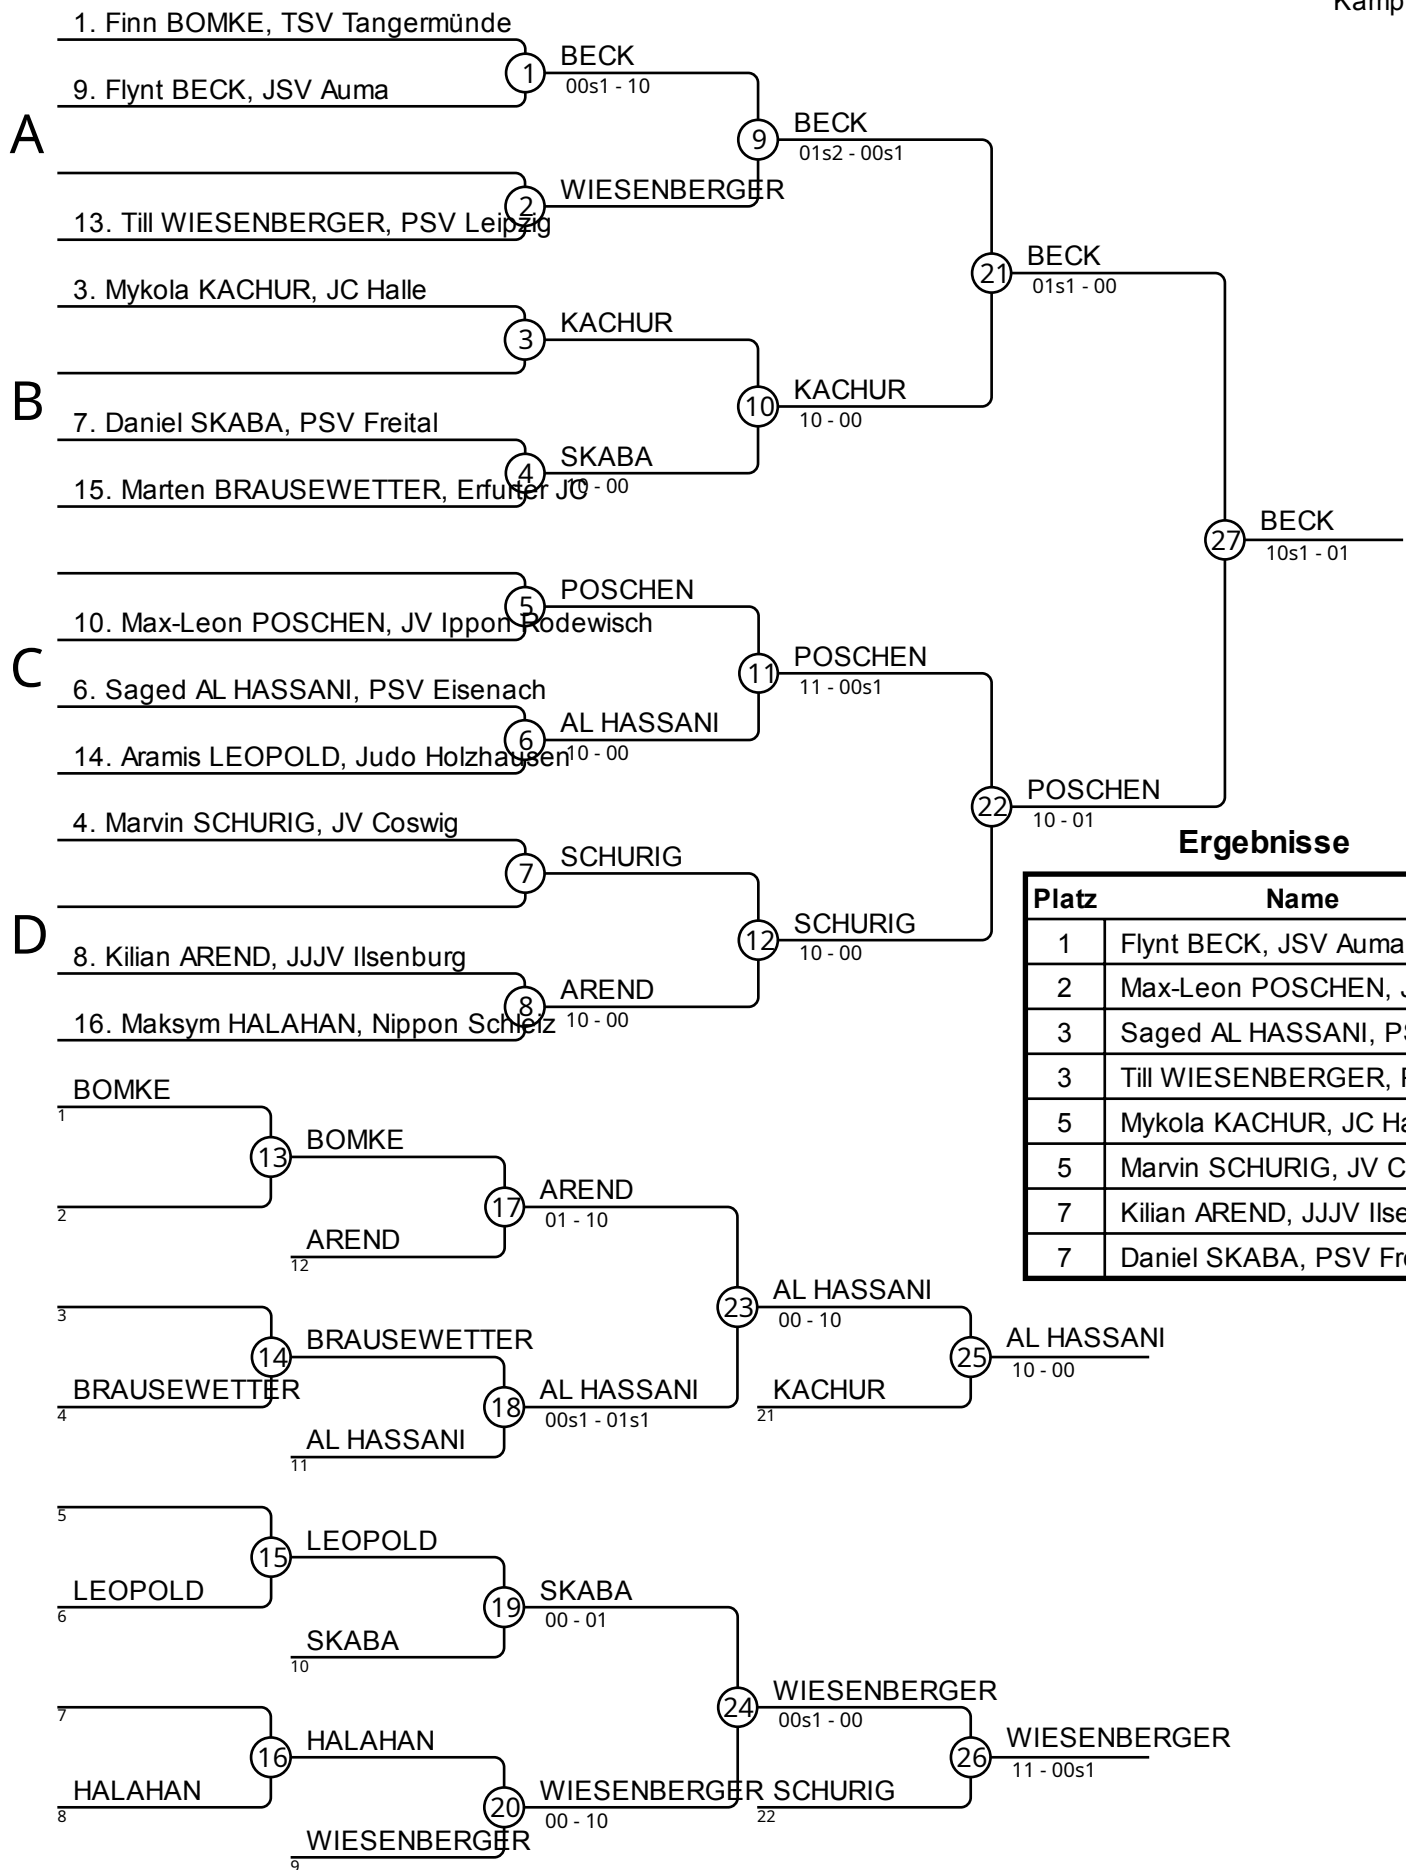 Kamp
1. Finn BOMKE, TSV Tangermünde
1
BECK
00s1 - 10
9. Flynt BECK, JSV Auma
A
9
BECK
01s2 - 00s1
2
WIESENBERGER
13. Till WIESENBERGER, PSV Leipzig
21
BECK
01s1 - 00
3. Mykola KACHUR, JC Halle
3
KACHUR
B
10
KACHUR
10 - 00
7. Daniel SKABA, PSV Freital
4
SKABA
10 - 00
15. Marten BRAUSEWETTER, Erfurter JC
27
BECK
10s1 - 01
5
POSCHEN
10. Max-Leon POSCHEN, JV Ippon Rodewisch
C
11
POSCHEN
11 - 00s1
6. Saged AL HASSANI, PSV Eisenach
6
AL HASSANI
10 - 00
14. Aramis LEOPOLD, Judo Holzhausen
22
POSCHEN
10 - 01
4. Marvin SCHURIG, JV Coswig
7
SCHURIG
D
12
SCHURIG
10 - 00
8. Kilian AREND, JJJV Ilsenburg
8
AREND
10 - 00
16. Maksym HALAHAN, Nippon Schleiz
Ergebnisse
Platz Name
1 Flynt BECK, JSV Auma
2 Max-Leon POSCHEN, J
3 Saged AL HASSANI, PS
3 Till WIESENBERGER, P
5 Mykola KACHUR, JC Ha
5 Marvin SCHURIG, JV C
7 Kilian AREND, JJJV Ilse
7 Daniel SKABA, PSV Fre
BOMKE
1
13
BOMKE
2
17
AREND
01 - 10
AREND
12
3
23
AL HASSANI
00 - 10
14
BRAUSEWETTER
25
AL HASSANI
10 - 00
BRAUSEWETTER
4
18
AL HASSANI
00s1 - 01s1
KACHUR
21
AL HASSANI
11
5
15
LEOPOLD
LEOPOLD
6
19
SKABA
00 - 01
SKABA
10
7
24
WIESENBERGER
00s1 - 00
16
HALAHAN
26
WIESENBERGER
11 - 00s1
HALAHAN
8
20
WIESENBERGER
00 - 10
SCHURIG
22
WIESENBERGER
9